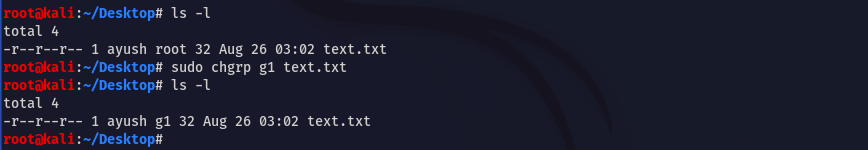 root@kali:~/Desktop# ls -l
total 4
-r--r--r-- 1 ayush root 32 Aug 26 03:02 text.txt
root@kali:~/Desktop# sudo chgrp g1 text.txt
root@kali:~/Desktop# ls -l
total 4
-r--r--r-- 1 ayush g1 32 Aug 26 03:02 text.txt
root@kali:~/Desktop#